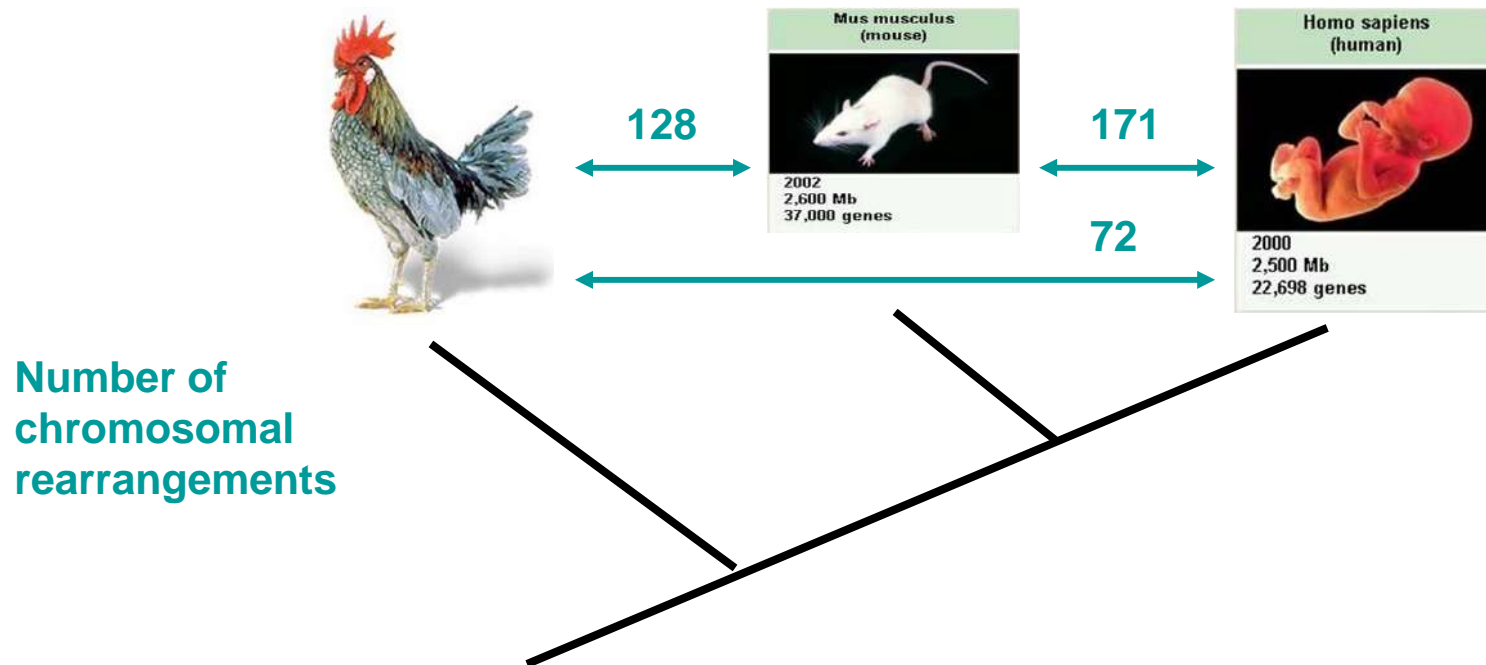 Mus musculus
(mouse)
Homo sapiens
(human)
128
171
2002
2,600 Mb
37,000 genes
72
2000
2,500 Mb
22,698 genes
Number of
chromosomal
rearrangements